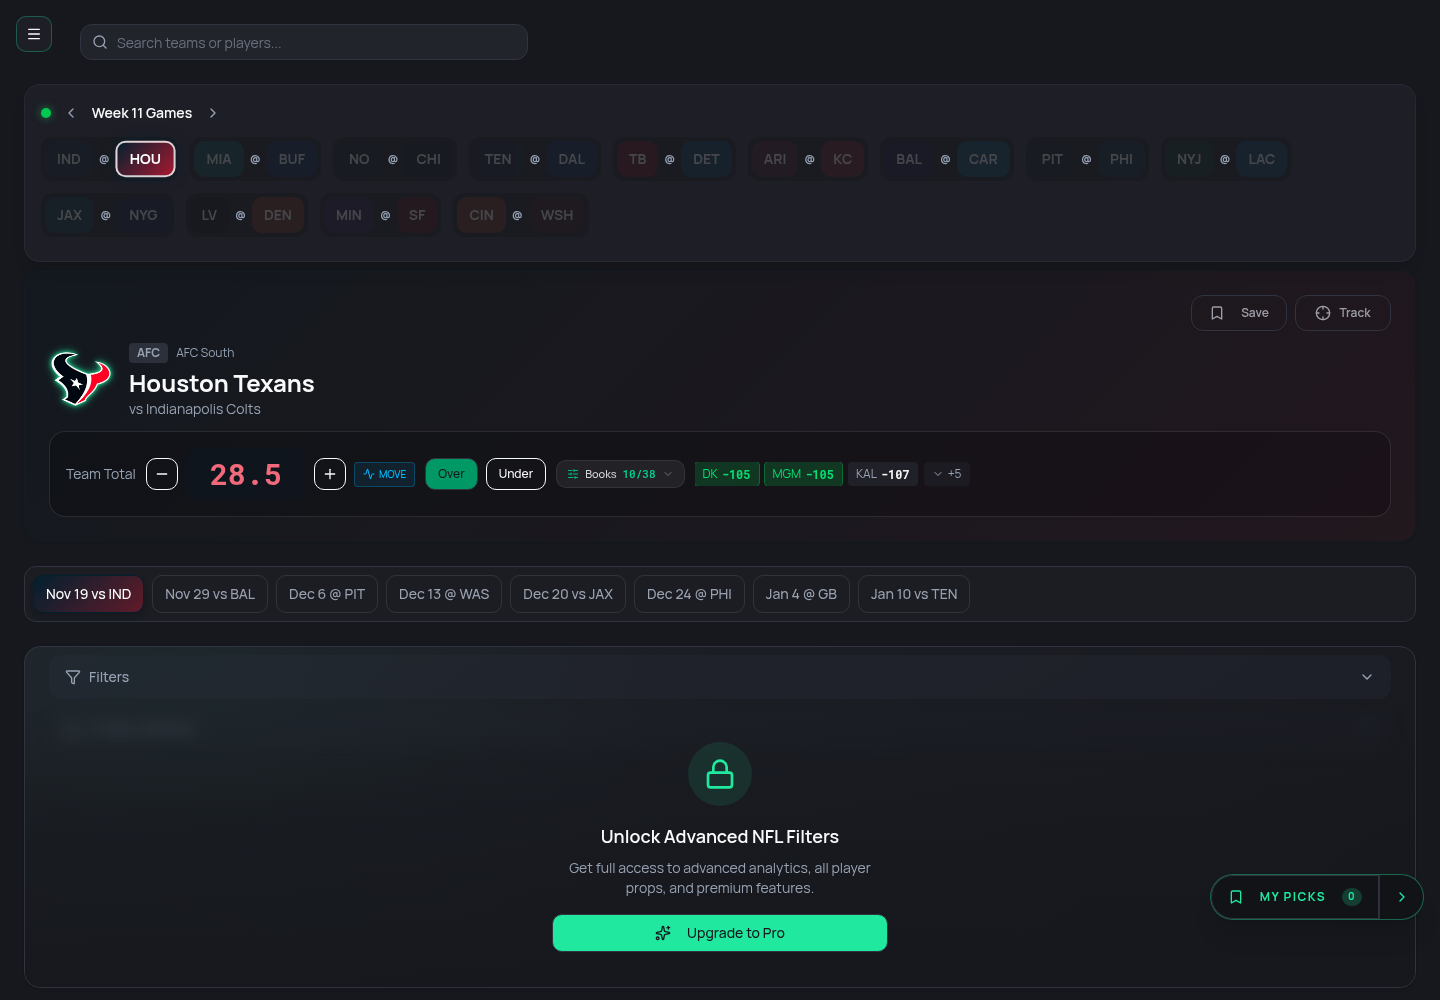 Search teams or players...
Week 11 Games
IND @ HOU MIA @ BUF NO @ CHI TEN @ DAL TB @ DET ARI @ KC BAL @ CAR PIT @ PHI NYJ @ LAC
JAX @ NYG LV @ DEN MIN @ SF CIN @ WSH
Save Track
AFC AFC South
Houston Texans
vs Indianapolis Colts
Team Total 28.5 MOVE Over Under Books 10/38 DK -105 MGM -105 KAL -107 +5
Nov 19 vs IND Nov 29 vs BAL Dec 6 @ PIT Dec 13 @ WAS Dec 20 vs JAX Dec 24 @ PHI Jan 4 @ GB Jan 10 vs TEN
Filters
Unlock Advanced NFL Filters
Get full access to advanced analytics, all player
props, and premium features.
MY PICKS 0
Upgrade to Pro